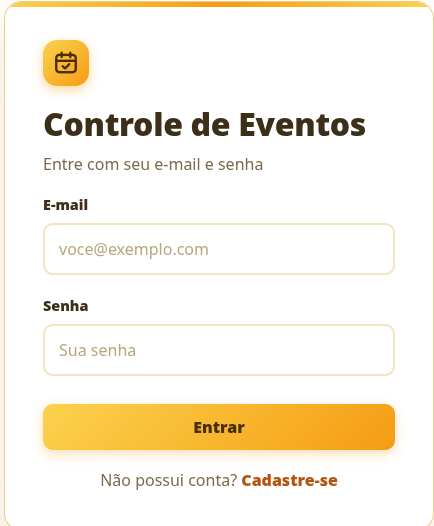 Controle de Eventos
Entre com seu e-mail e senha
E-mail
voce@exemplo.com
Senha
Sua senha
Entrar
Não possui conta? Cadastre-se